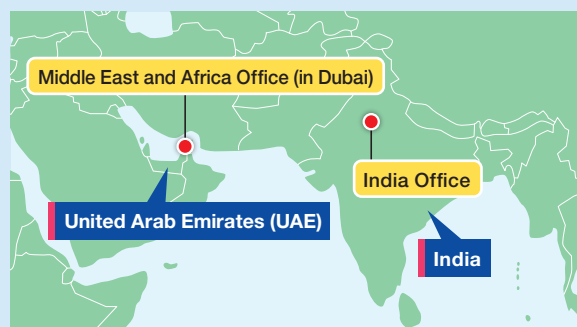 Middle East and Africa Office (in Dubai)
India Office
United Arab Emirates (UAE)
India